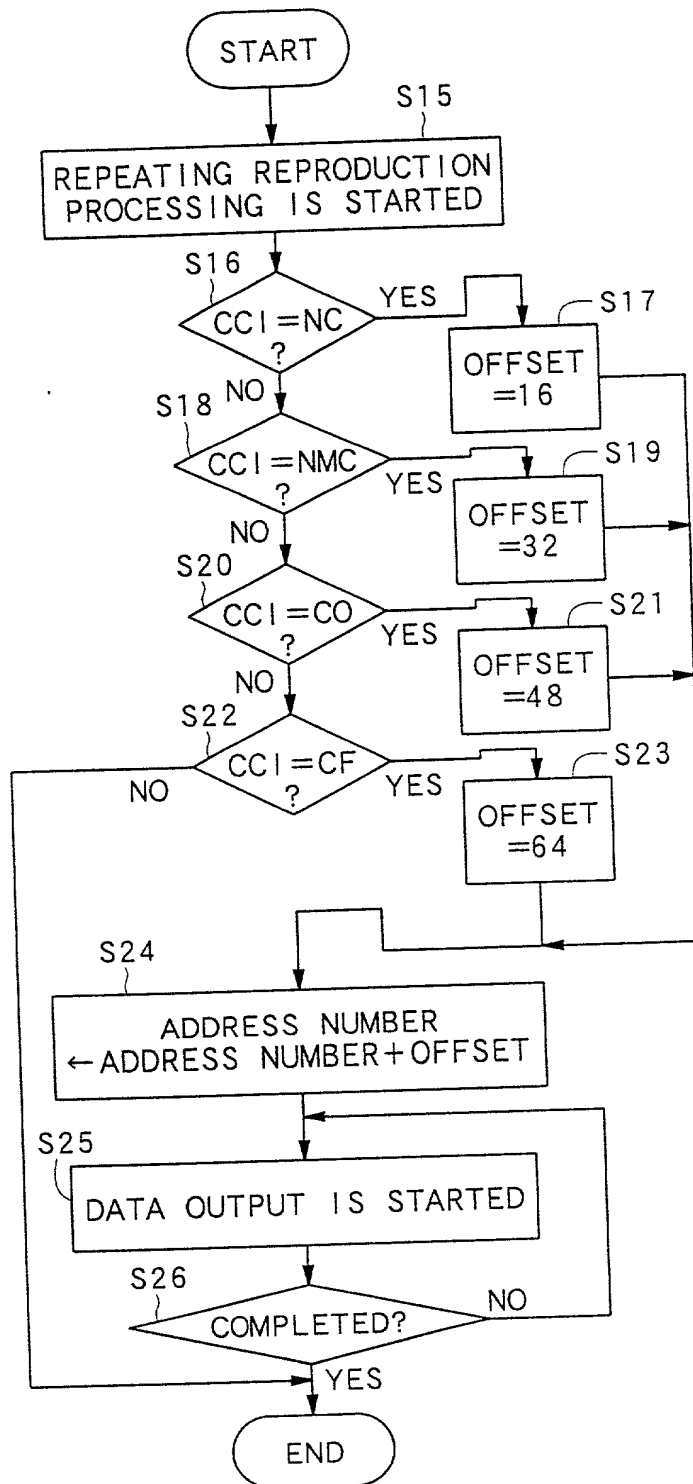 START
S15
REPEATING REPRODUCTION
PROCESSING IS STARTED
S16
CCI=NC
?
YES
S17
OFFSET
=16
NO
S18
CCI=NMC
?
YES
S19
OFFSET
=32
NO
S20
CCI=CO
?
YES
S21
OFFSET
=48
NO
S22
CCI=CF
?
NO
YES
S23
OFFSET
=64
S24
ADDRESS NUMBER
←ADDRESS NUMBER+OFFSET
S25
DATA OUTPUT IS STARTED
S26
COMPLETED?
NO
YES
END